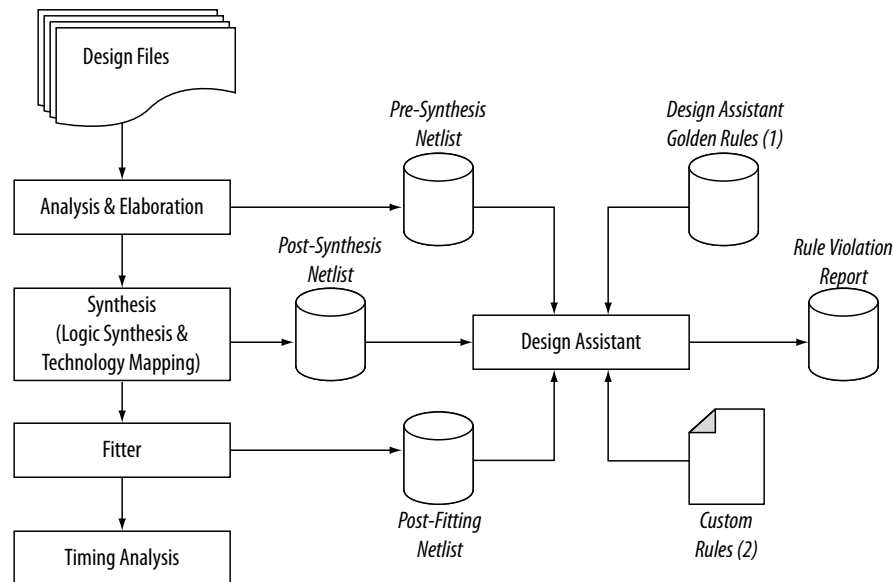 Design Files
Pre-Synthesis
Netlist
Design Assistant
Golden Rules (1)
Analysis & Elaboration
Post-Synthesis
Netlist
Rule Violation
Report
Synthesis
(Logic Synthesis &
Technology Mapping)
Design Assistant
Fitter
Post-Fitting
Netlist
Custom
Rules (2)
Timing Analysis